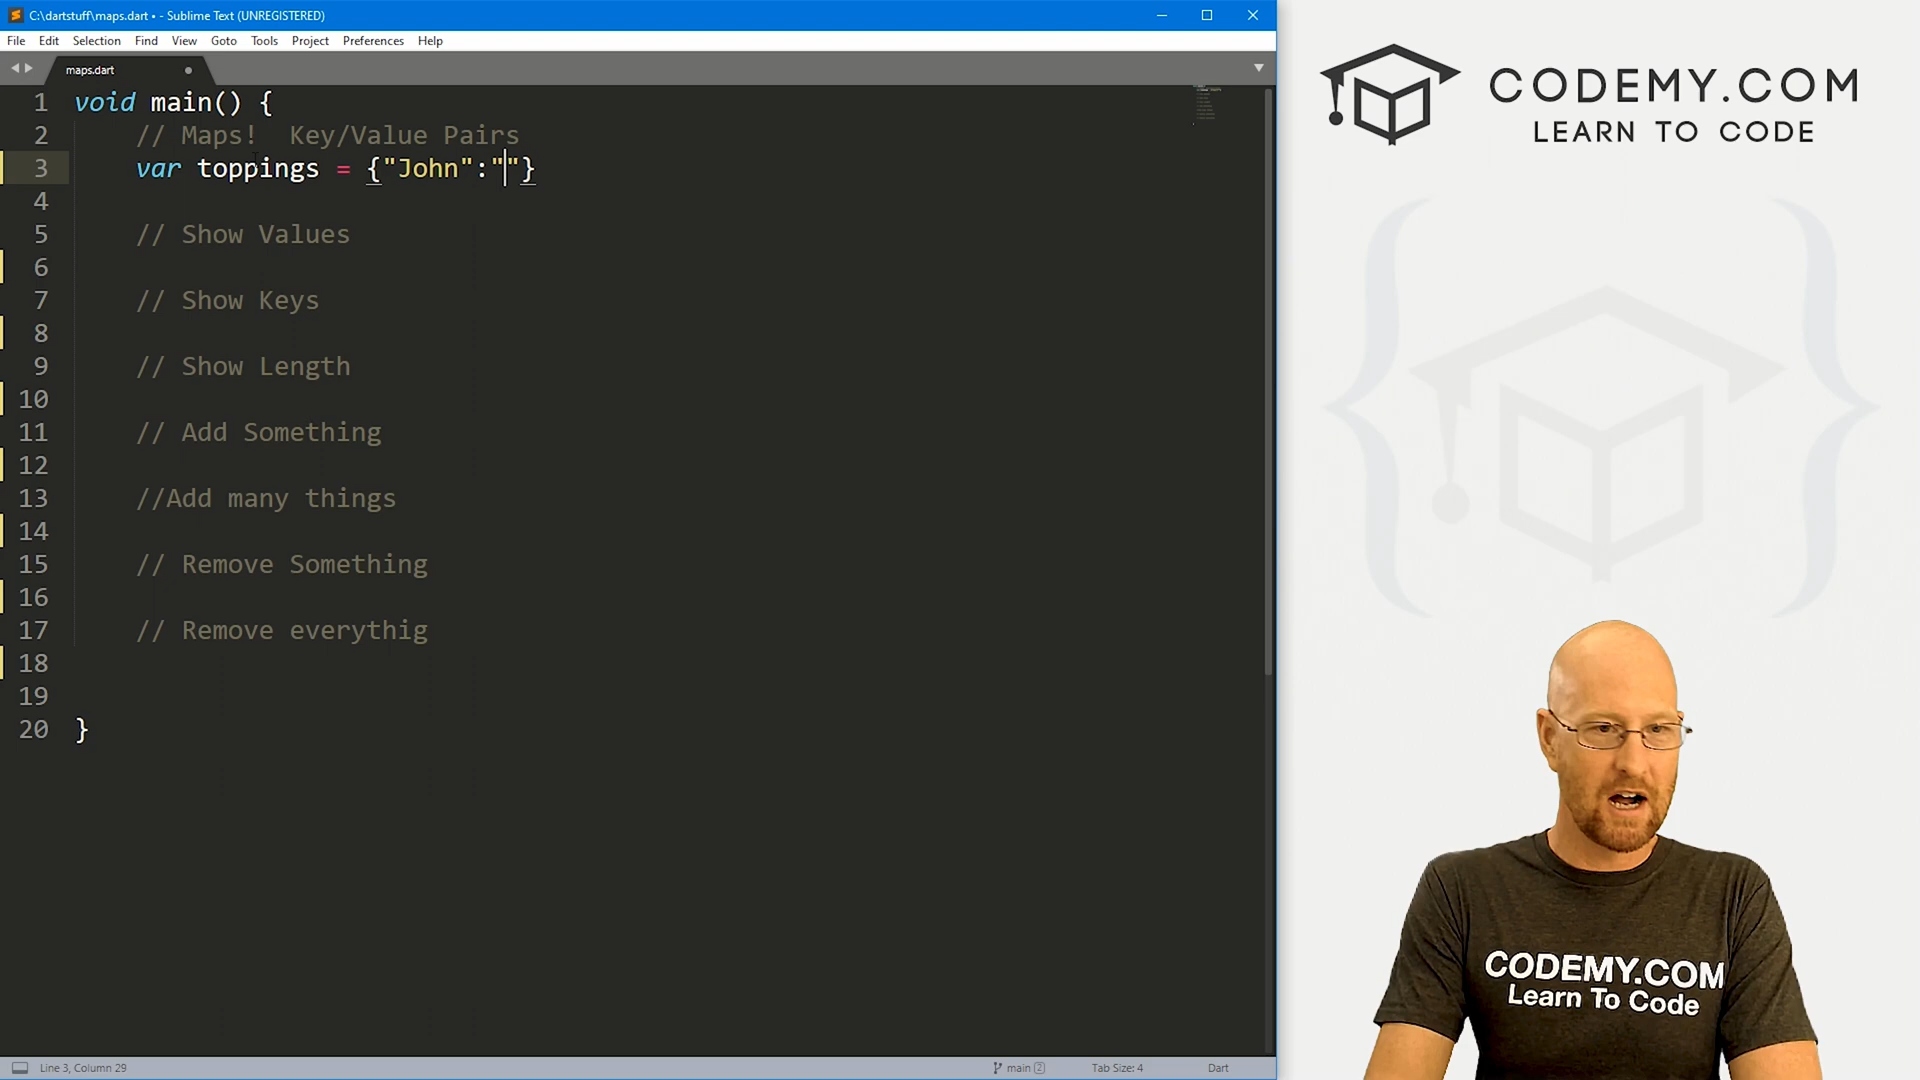 C:\dartstuff\maps.dart • - Sublime Text (UNREGISTERED)
File Edit Selection Find View Goto Tools Project Preferences Help
maps.dart
1 void main() {
2 // Maps!  Key/Value Pairs
3 var toppings = {"John":""}
4
5 // Show Values
6
7 // Show Keys
8
9 // Show Length
10
11 // Add Something
12
13 //Add many things
14
15 // Remove Something
16
17 // Remove everythig
18
19
20 }
Line 3, Column 29
main 2
Tab Size: 4
Dart
CODEMY.COM
LEARN TO CODE
CODEMY.COM
Learn To Code